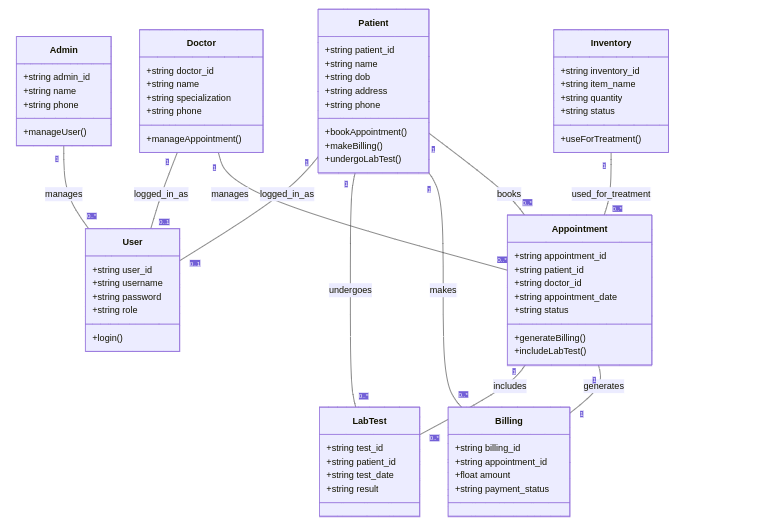 Admin
+string admin_id
+string name
+string phone
+manageUser()
Doctor
+string doctor_id
+string name
+string specialization
+string phone
+manageAppointment()
Patient
+string patient_id
+string name
+string dob
+string address
+string phone
+bookAppointment()
+makeBilling()
+undergoLabTest()
Inventory
+string inventory_id
+string item_name
+string quantity
+string status
+useForTreatment()
manages
logged_in_as
manages
logged_in_as
books
used_for_treatment
User
+string user_id
+string username
+string password
+string role
+login()
Appointment
+string appointment_id
+string patient_id
+string doctor_id
+string appointment_date
+string status
+generateBilling()
+includeLabTest()
undergoes
makes
includes
generates
LabTest
+string test_id
+string patient_id
+string test_date
+string result
Billing
+string billing_id
+string appointment_id
+float amount
+string payment_status